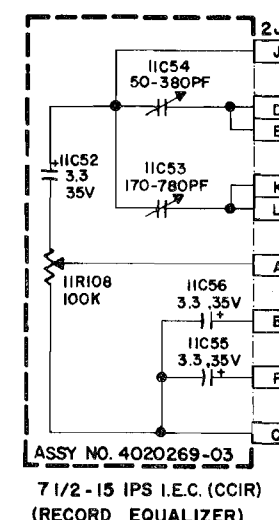 2J
J
11C54
50-380PF
D
E
+11C52
3.3
35V
11C53
170-780PF
K
L
A
11R108
100K
11C56
3.3 ,35V
+
B
11C55
3.3 ,35V
+
F
C
ASSY NO. 4020269-03
7 1/2 - 15 IPS I.E.C. (CCIR)
(RECORD EQUALIZER)